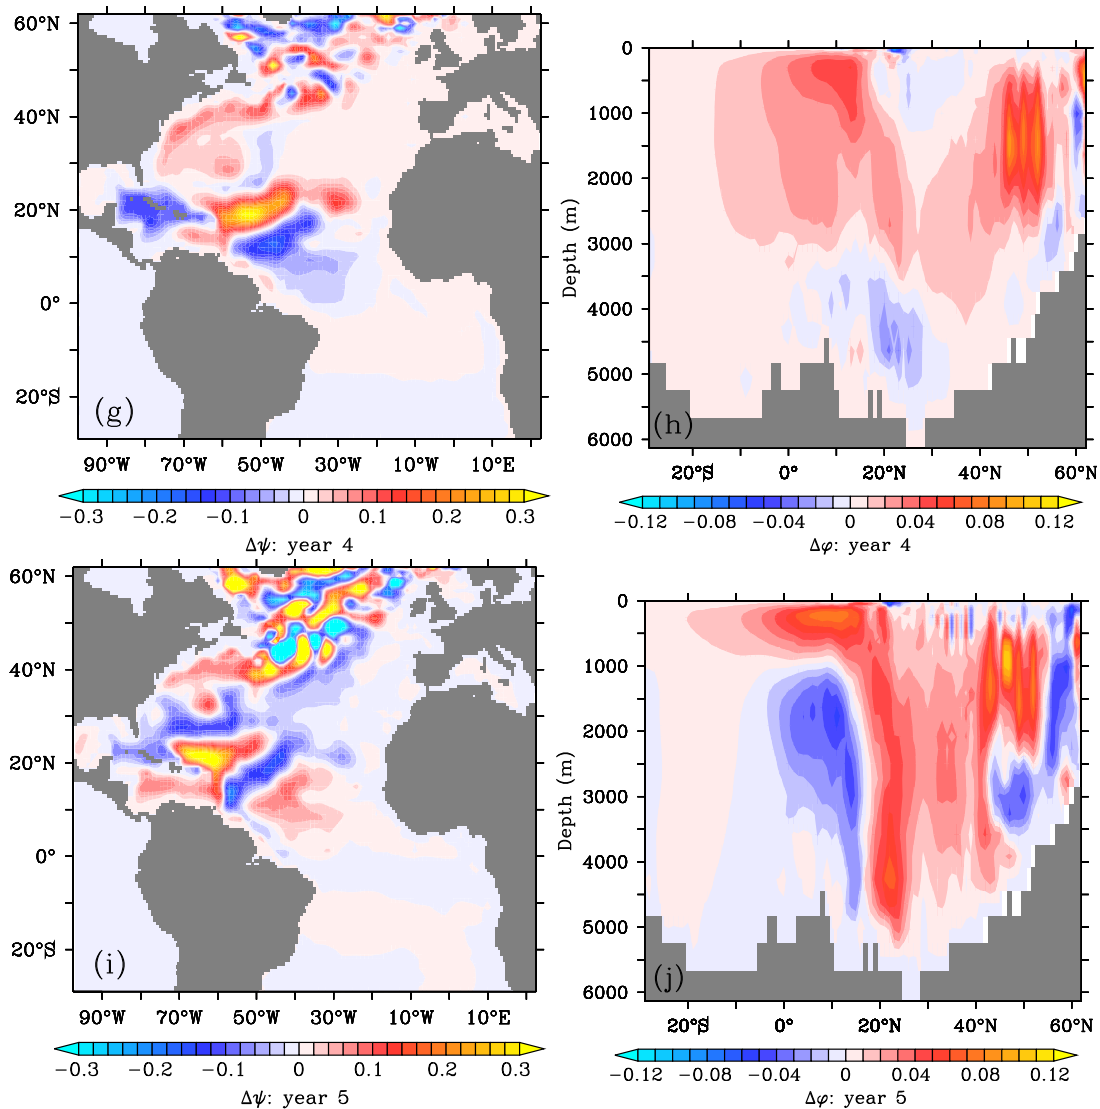 60°N
40°N
20°N
0°
20°S
(g)
90°W 70°W 50°W 30°W 10°W 10°E
−0.3 −0.2 −0.1 0 0.1 0.2 0.3
Δψ: year 4
0
1000
2000
3000
4000
5000
6000
Depth (m)
(h)
20°S 0° 20°N 40°N 60°N
−0.12 −0.08 −0.04 0 0.04 0.08 0.12
Δφ: year 4
60°N
40°N
20°N
0°
20°S
(i)
90°W 70°W 50°W 30°W 10°W 10°E
−0.3 −0.2 −0.1 0 0.1 0.2 0.3
Δψ: year 5
0
1000
2000
3000
4000
5000
6000
Depth (m)
(j)
20°S 0° 20°N 40°N 60°N
−0.12 −0.08 −0.04 0 0.04 0.08 0.12
Δφ: year 5